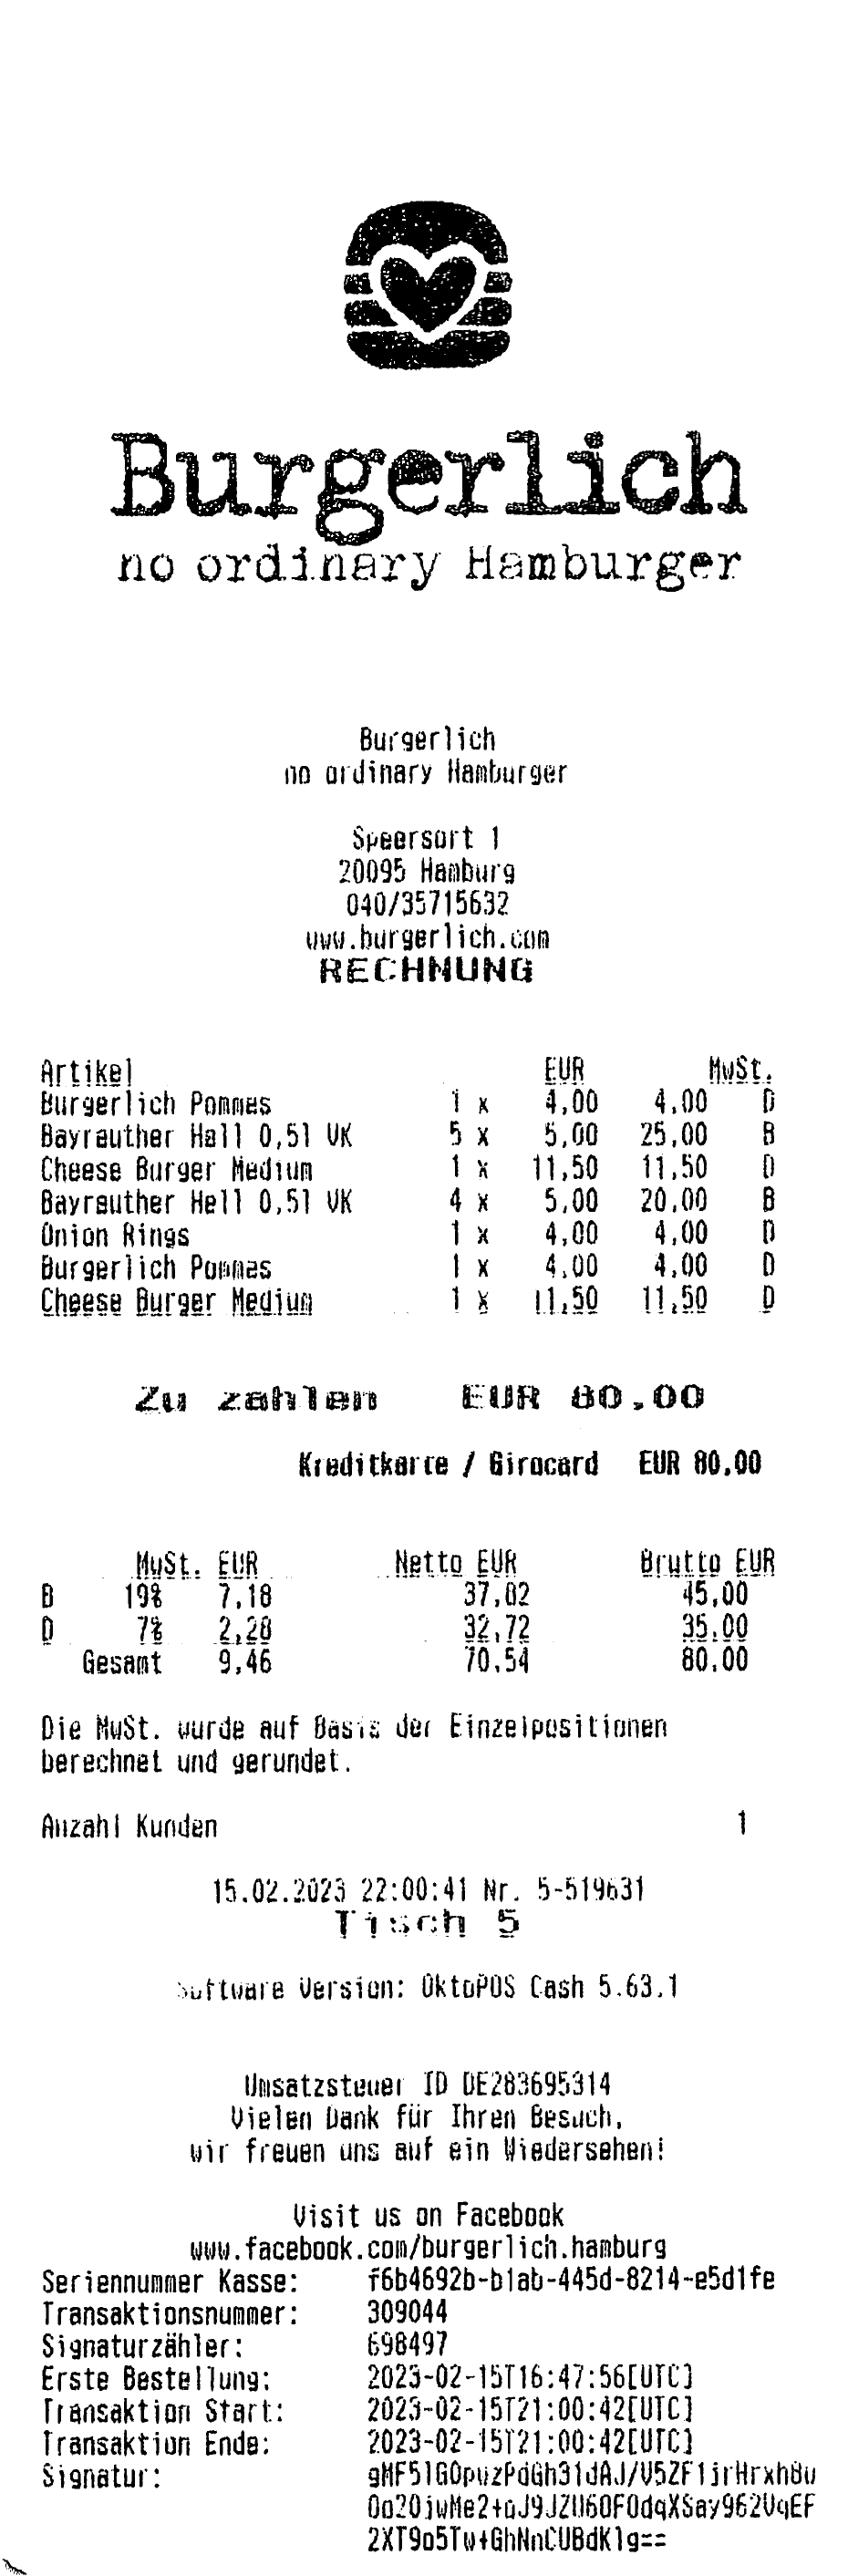 Burgerlich
no ordinary Hamburger
Burgerlich
no ordinary Hamburger
Speersort 1
20095 Hamburg
040/35715632
www.burgerlich.com
RECHNUNG
Artikel EUR MwSt.
Burgerlich Pommes 1 x 4,00 4,00 D
Bayreuther Hell 0,5l VK 5 x 5,00 25,00 B
Cheese Burger Medium 1 x 11,50 11,50 D
Bayreuther Hell 0,5l VK 4 x 5,00 20,00 B
Onion Rings 1 x 4,00 4,00 D
Burgerlich Pommes 1 x 4,00 4,00 D
Cheese Burger Medium 1 x 11,50 11,50 D
Zu zahlen EUR 80,00
Kreditkarte / Girocard EUR 80,00
MwSt. EUR Netto EUR Brutto EUR
B 19% 7,18 37,82 45,00
D 7% 2,28 32,72 35,00
Gesamt 9,46 70,54 80,00
Die MwSt. wurde auf Basis der Einzelpositionen
berechnet und gerundet.
Anzahl Kunden 1
15.02.2023 22:00:41 Nr. 5-519631
Tisch 5
Software Version: OktoPOS Cash 5.63.1
Umsatzsteuer ID DE283695314
Vielen Dank für Ihren Besuch,
wir freuen uns auf ein Wiedersehen!
Visit us on Facebook
www.facebook.com/burgerlich.hamburg
Seriennummer Kasse: f6b4692b-b1ab-445d-8214-e5d1fe
Transaktionsnummer: 309044
Signaturzähler: 698497
Erste Bestellung: 2023-02-15T16:47:56[UTC]
Transaktion Start: 2023-02-15T21:00:42[UTC]
Transaktion Ende: 2023-02-15T21:00:42[UTC]
Signatur: